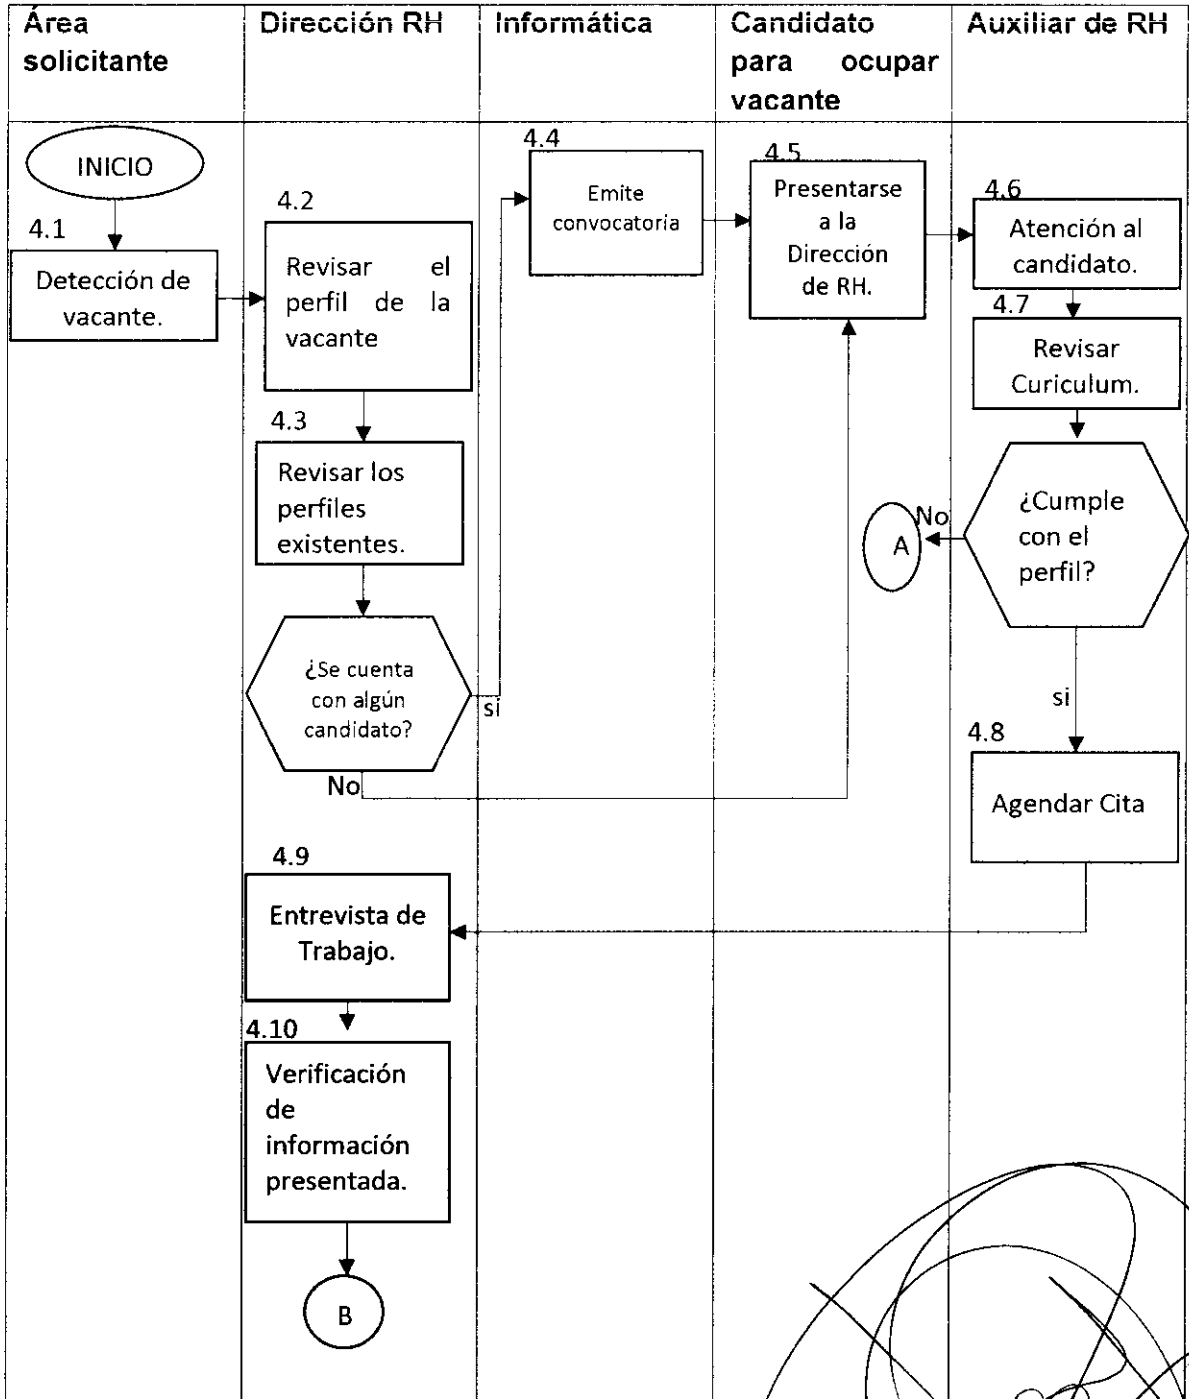 Área
solicitante
Dirección RH
Informática
Candidato
para ocupar
vacante
Auxiliar de RH
INICIO
4.1
Detección de
vacante.
4.2
Revisar el
perfil de la
vacante
4.3
Revisar los
perfiles
existentes.
¿Se cuenta
con algún
candidato?
si
No
4.4
Emite
convocatoria
4.5
Presentarse
a la
Dirección
de RH.
4.6
Atención al
candidato.
4.7
Revisar
Curiculum.
¿Cumple
con el
perfil?
No
A
si
4.8
Agendar Cita
4.9
Entrevista de
Trabajo.
4.10
Verificación
de
información
presentada.
B